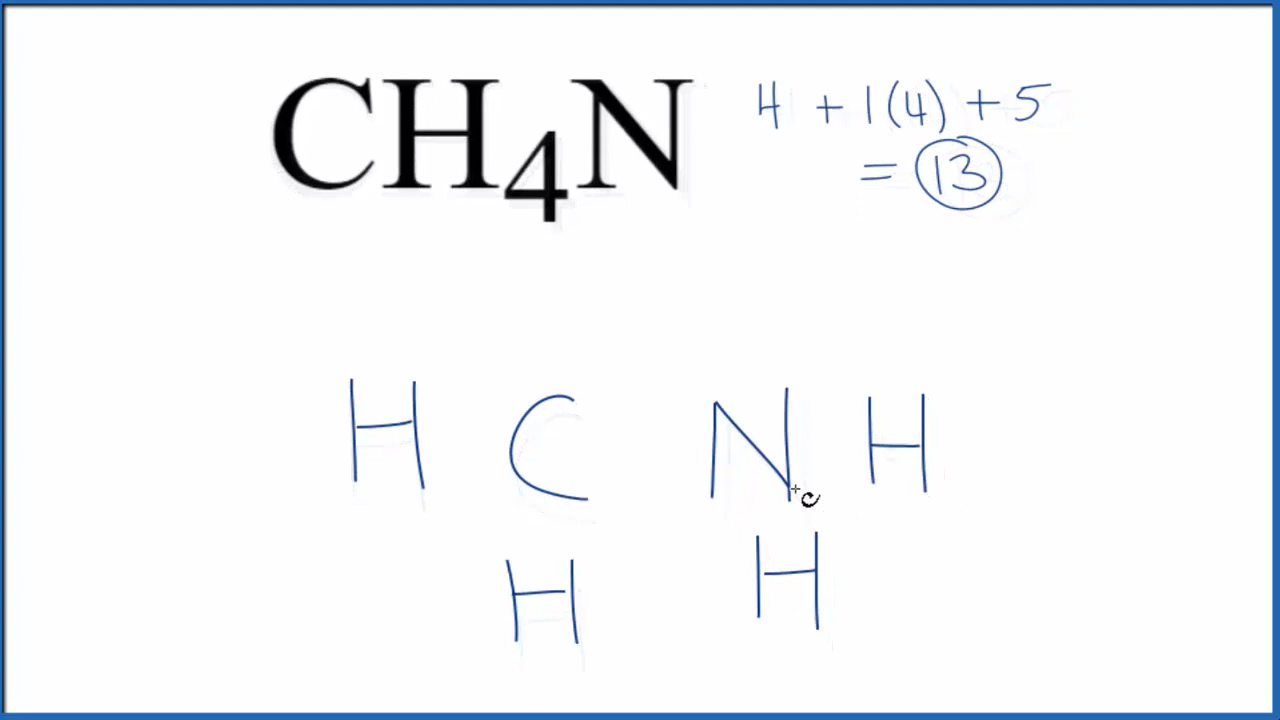 CH₄N 4 + 1(4) + 5
= 13
H C N H
H H